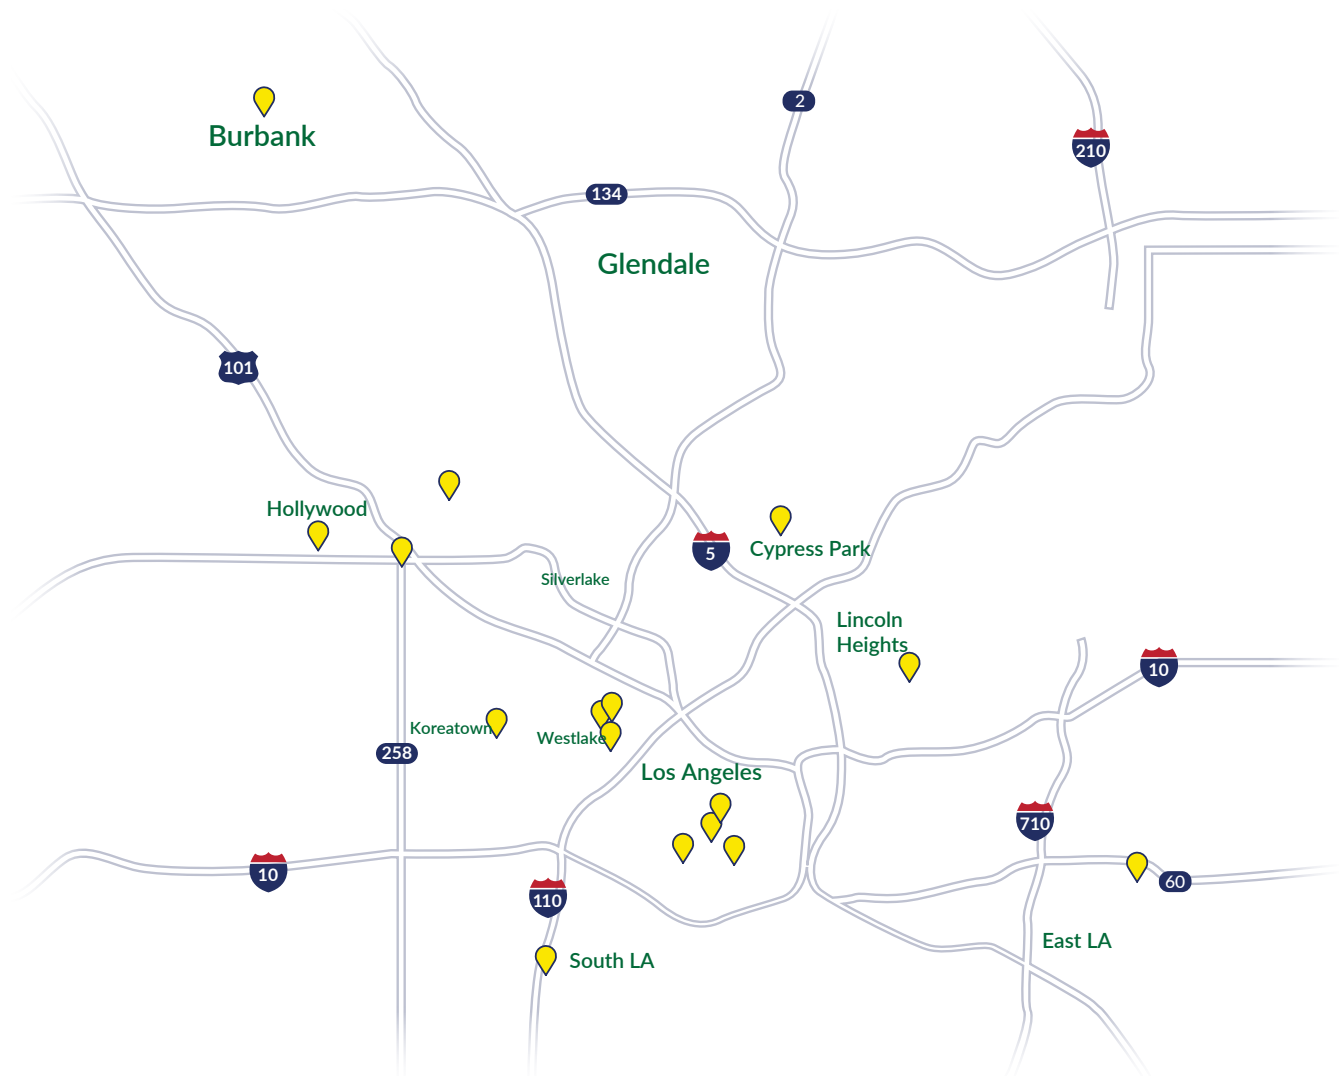 2
Burbank
210
134
Glendale
101
Hollywood
5
Cypress Park
Silverlake
Lincoln
Heights
10
Koreatown
Westlake
258
Los Angeles
710
10
60
110
East LA
South LA